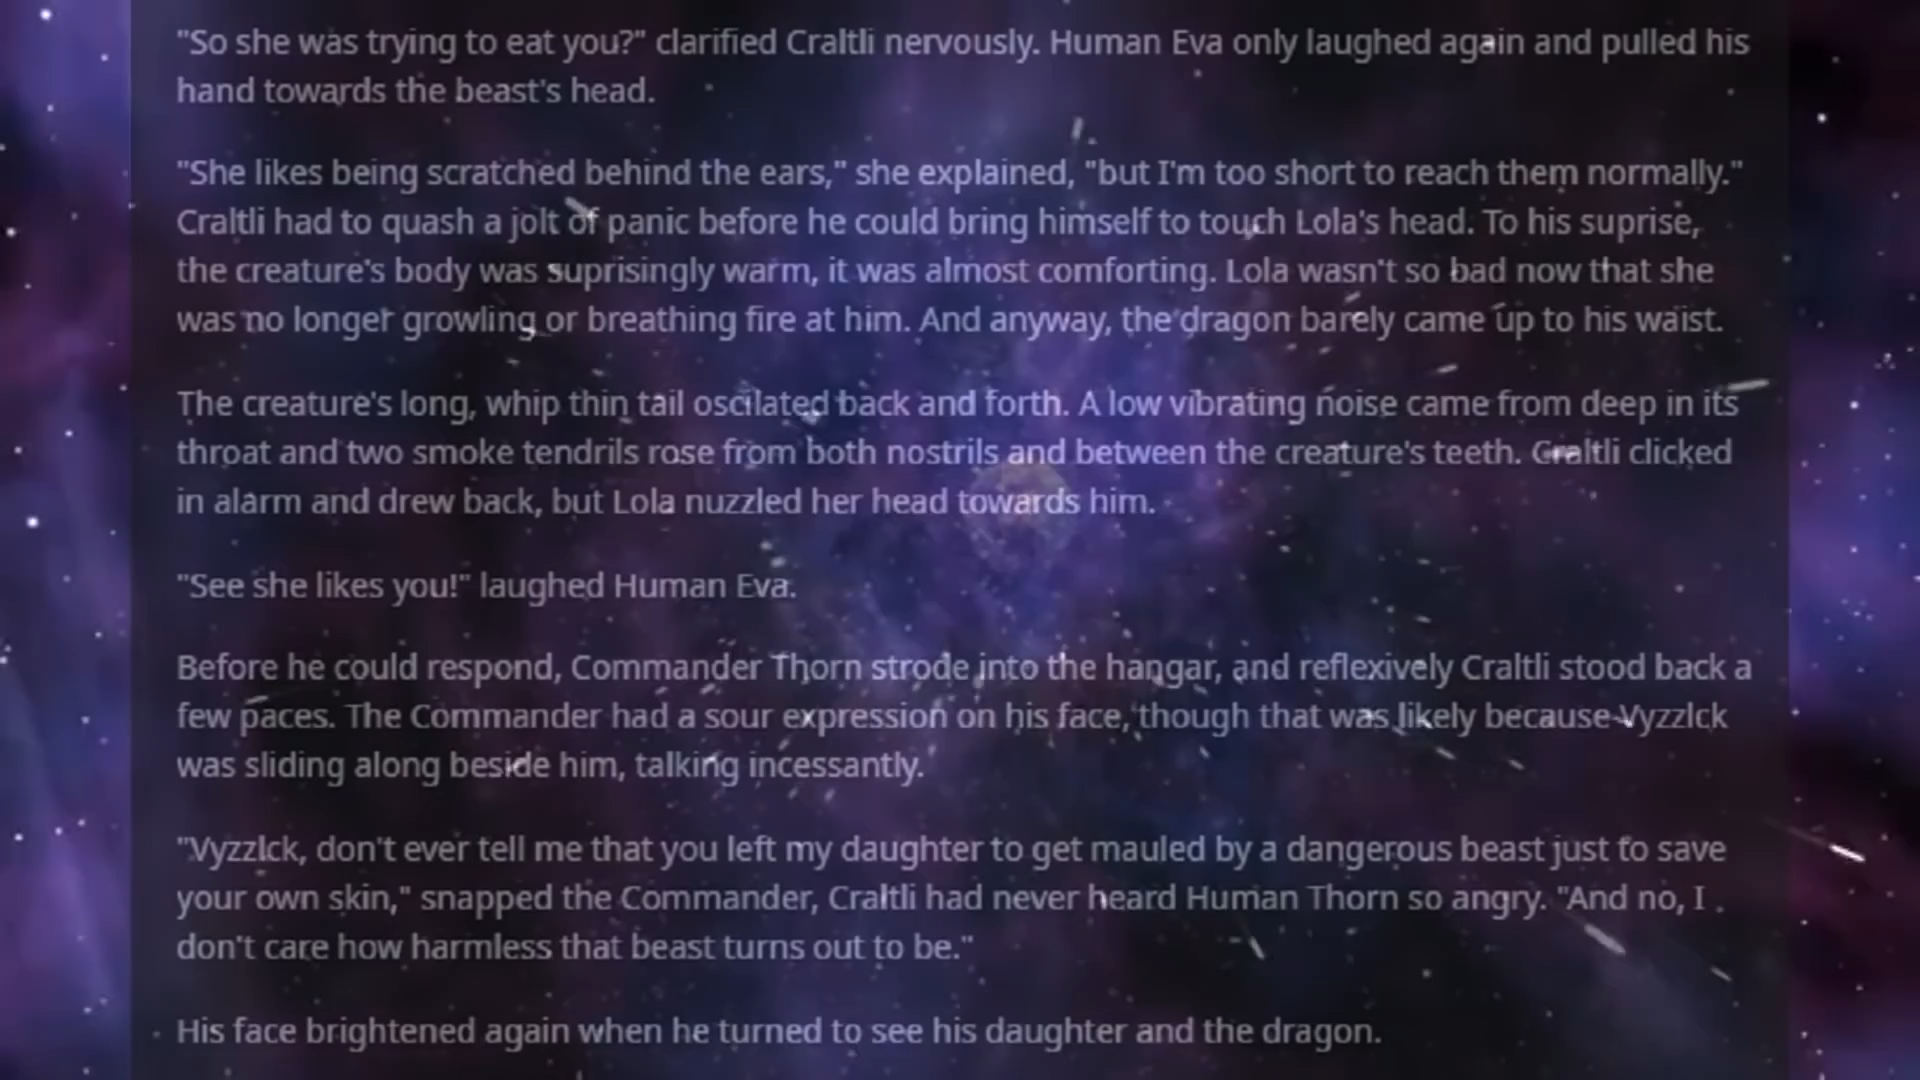 "So she was trying to eat you?" clarified Craltli nervously. Human Eva only laughed again and pulled his
hand towards the beast's head.
"She likes being scratched behind the ears," she explained, "but I'm too short to reach them normally."
Craltli had to quash a jolt of panic before he could bring himself to touch Lola's head. To his suprise,
the creature's body was suprisingly warm, it was almost comforting. Lola wasn't so bad now that she
was no longer growling or breathing fire at him. And anyway, the dragon barely came up to his waist.
The creature's long, whip thin tail oscilated back and forth. A low vibrating noise came from deep in its
throat and two smoke tendrils rose from both nostrils and between the creature's teeth. Craltli clicked
in alarm and drew back, but Lola nuzzled her head towards him.
"See she likes you!" laughed Human Eva.
Before he could respond, Commander Thorn strode into the hangar, and reflexively Craltli stood back a
few paces. The Commander had a sour expression on his face, though that was likely because Vyzzlck
was sliding along beside him, talking incessantly.
"Vyzzlck, don't ever tell me that you left my daughter to get mauled by a dangerous beast just to save
your own skin," snapped the Commander, Craltli had never heard Human Thorn so angry. "And no, I
don't care how harmless that beast turns out to be."
His face brightened again when he turned to see his daughter and the dragon.